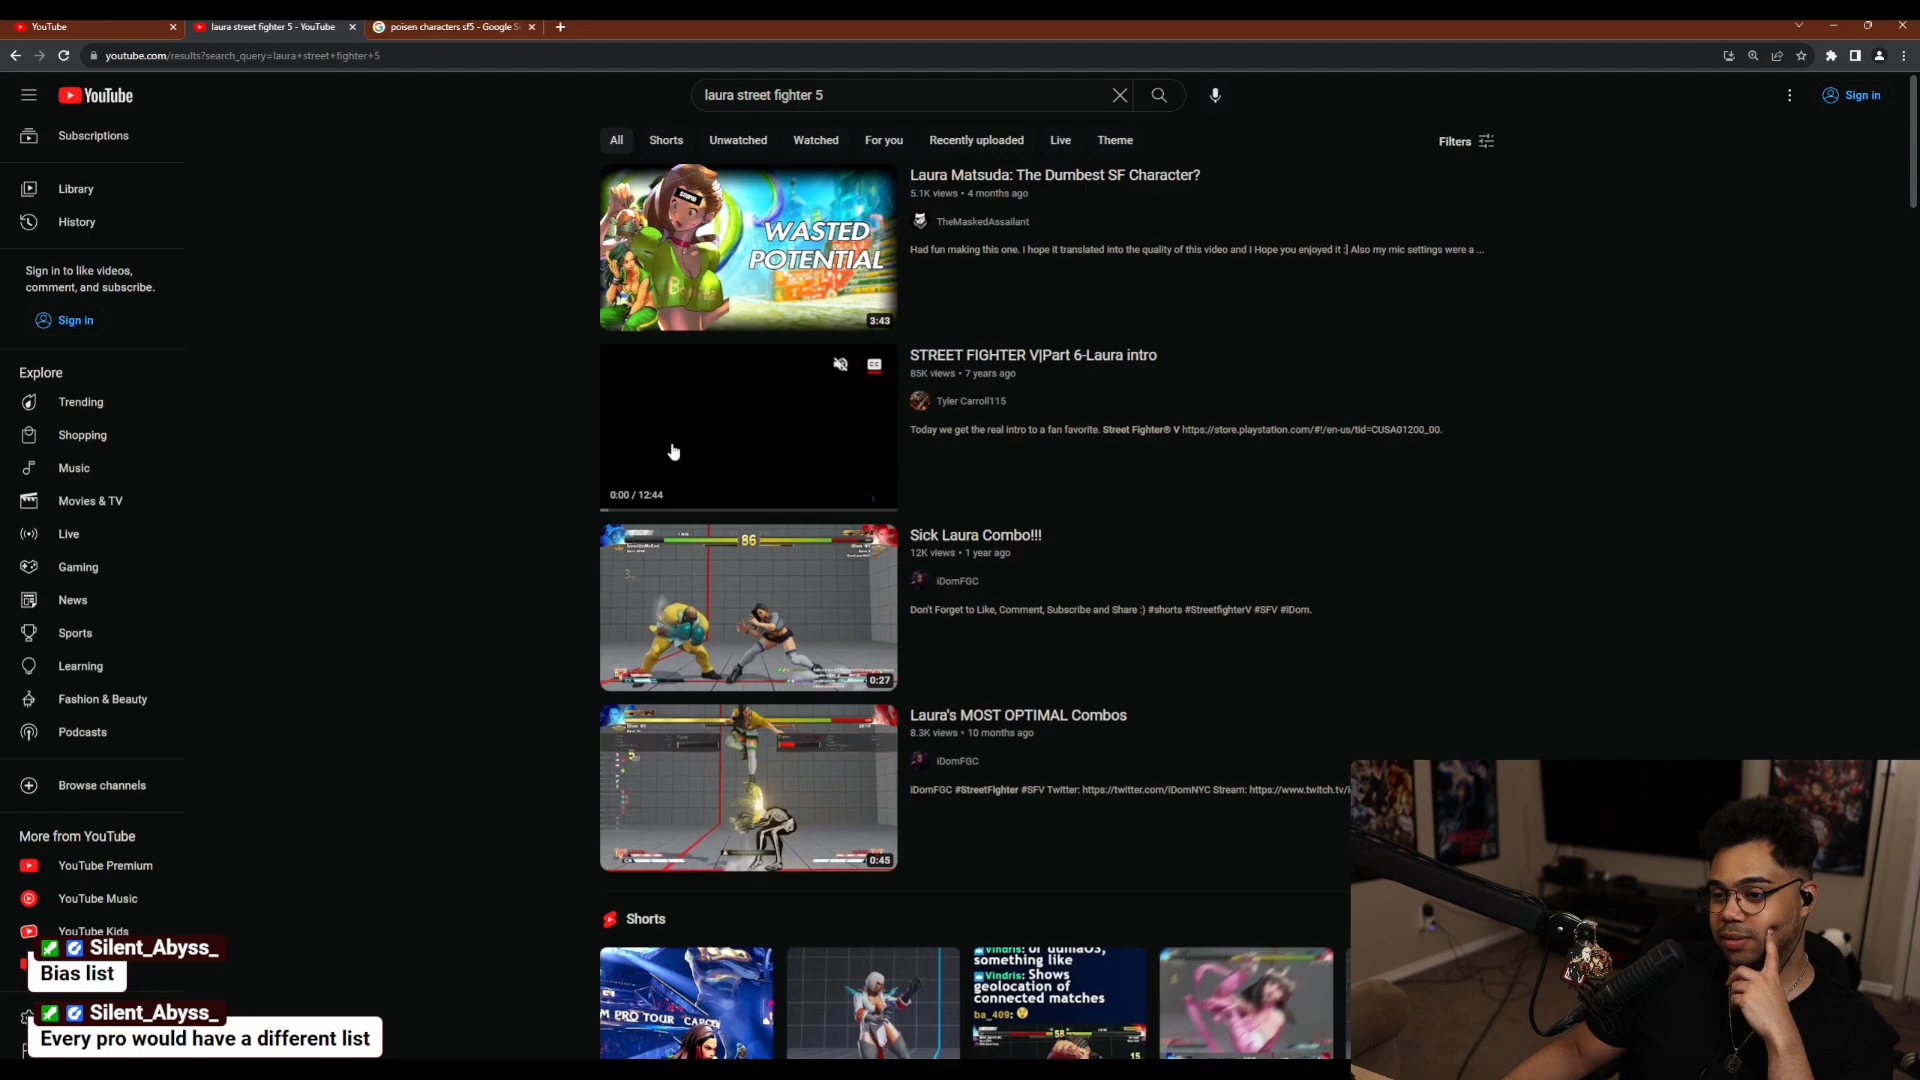 YouTube
laura street fighter 5 - YouTube
poisen characters sf5 - Google S
youtube.com/results?search_query=laura+street+fighter+5
YouTube
laura street fighter 5
Sign in
Subscriptions
Library
History
Sign in to like videos,
comment, and subscribe.
Sign in
Explore
Trending
Shopping
Music
Movies & TV
Live
Gaming
News
Sports
Learning
Fashion & Beauty
Podcasts
Browse channels
More from YouTube
YouTube Premium
YouTube Music
YouTube Kids
All
Shorts
Unwatched
Watched
For you
Recently uploaded
Live
Theme
Filters
STUPID
WASTED
POTENTIAL
3:43
Laura Matsuda: The Dumbest SF Character?
5.1K views • 4 months ago
TheMaskedAssailant
Had fun making this one. I hope it translated into the quality of this video and I Hope you enjoyed it :] Also my mic settings were a ...
CC
0:00 / 12:44
STREET FIGHTER V|Part 6-Laura intro
85K views • 7 years ago
Tyler Carroll115
Today we get the real intro to a fan favorite. Street Fighter® V https://store.playstation.com/#!/en-us/tid=CUSA01200_00.
86
0:27
Sick Laura Combo!!!
12K views • 1 year ago
iDomFGC
Don't Forget to Like, Comment, Subscribe and Share :) #shorts #StreetfighterV #SFV #IDom.
0:45
Laura's MOST OPTIMAL Combos
8.3K views • 10 months ago
iDomFGC
iDomFGC #StreetFighter #SFV Twitter: https://twitter.com/iDomNYC Stream: https://www.twitch.tv/i
Shorts
M PRO TOUR CAPCO
Vindris: or dumaOS,
something like
Vindris: Shows
geolocation of
connected matches
ba_409:
58
15
Silent_Abyss_
Bias list
Silent_Abyss_
Every pro would have a different list